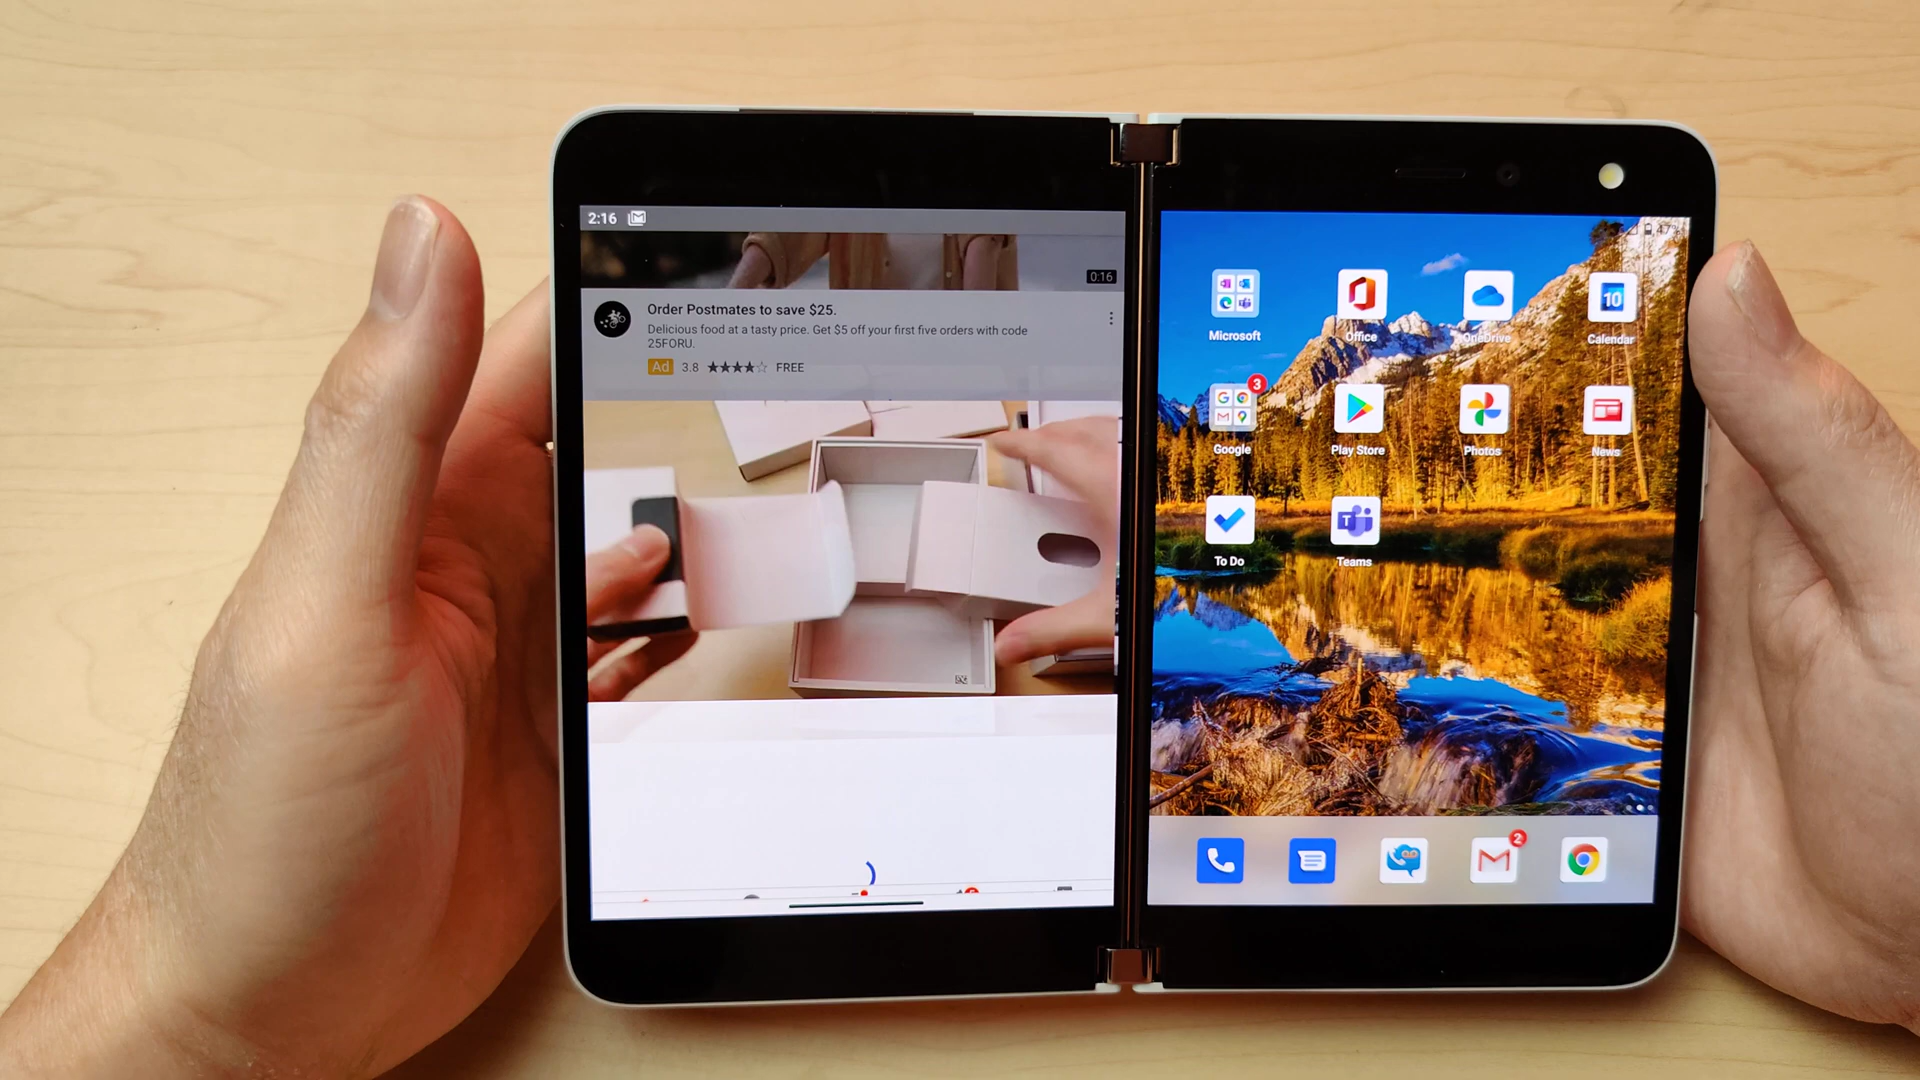 2:16
0:16
Order Postmates to save $25.
Delicious food at a tasty price. Get $5 off your first five orders with code
25FORU.
Ad 3.8 FREE
47%
Microsoft Office OneDrive 10 Calendar
3
Google Play Store Photos News
To Do Teams
2